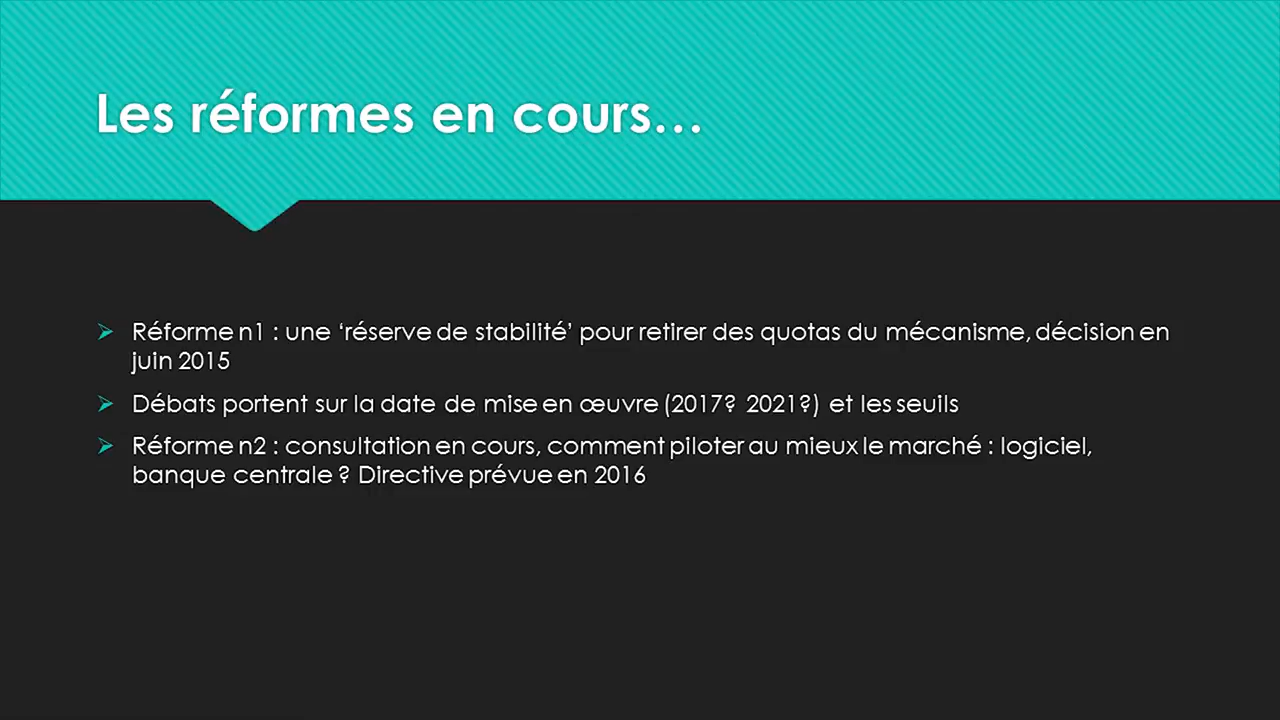 Les réformes en cours…
Réforme n1 : une ‘réserve de stabilité’ pour retirer des quotas du mécanisme, décision en
juin 2015
Débats portent sur la date de mise en œuvre (2017? 2021?) et les seuils
Réforme n2 : consultation en cours, comment piloter au mieux le marché : logiciel,
banque centrale ? Directive prévue en 2016